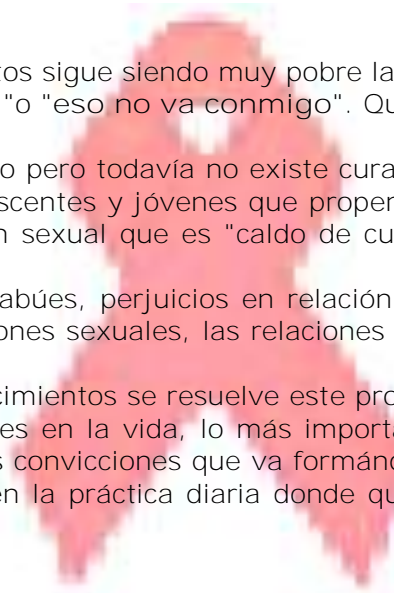 tos sigue siendo muy pobre la
"o "eso no va conmigo". Qu
o pero todavía no existe cura
scentes y jóvenes que proper
n sexual que es "caldo de cu
abúes, perjuicios en relación
ones sexuales, las relaciones
cimientos se resuelve este pro
es en la vida, lo más importa
s convicciones que va formánd
en la práctica diaria donde qu